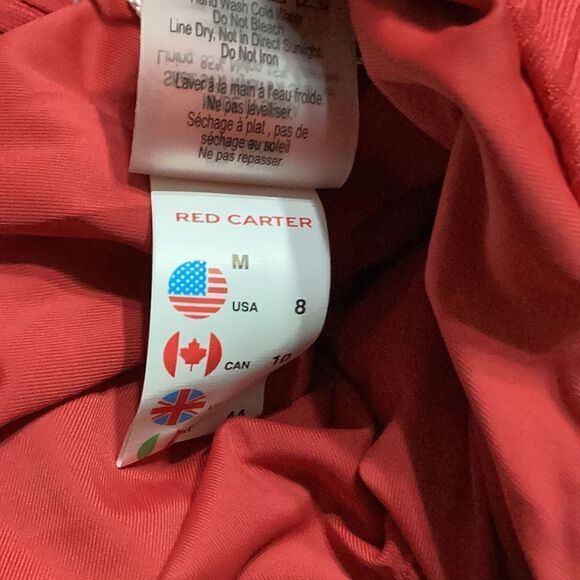 Hand Wash Cold Water
Do Not Bleach
Line Dry, Not in Direct Sunlight.
Do Not Iron
Laver à la main à l'eau froide.
Ne pas javelliser.
Séchage à plat, pas de
séchage au soleil
Ne pas repasser.
RED CARTER
M
USA 8
CAN 10